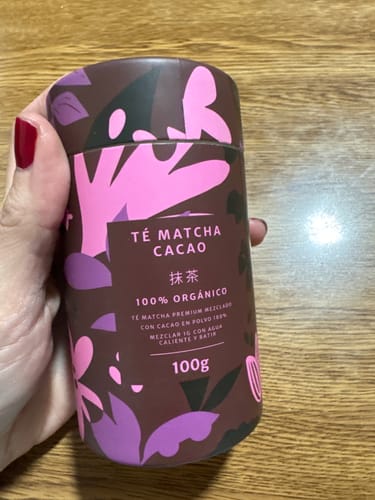 TÉ MATCHA
CACAO
抹茶
100% ORGÁNICO
TÉ MATCHA PREMIUM MEZCLADO
CON CACAO EN POLVO 100%
MEZCLAR 1G CON AGUA
CALIENTE Y BATIR
100g